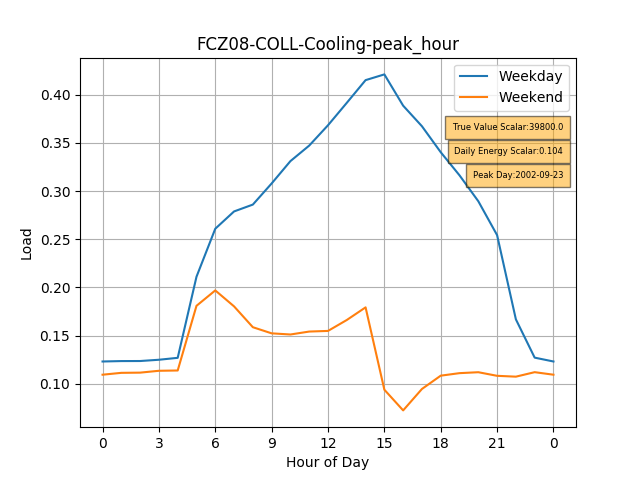 FCZ08-COLL-Cooling-peak_hour
Weekday
Weekend
True Value Scalar:39800.0
Daily Energy Scalar:0.104
Peak Day:2002-09-23
0.40
0.35
0.30
0.25
0.20
0.15
0.10
Load
0 3 6 9 12 15 18 21 0
Hour of Day